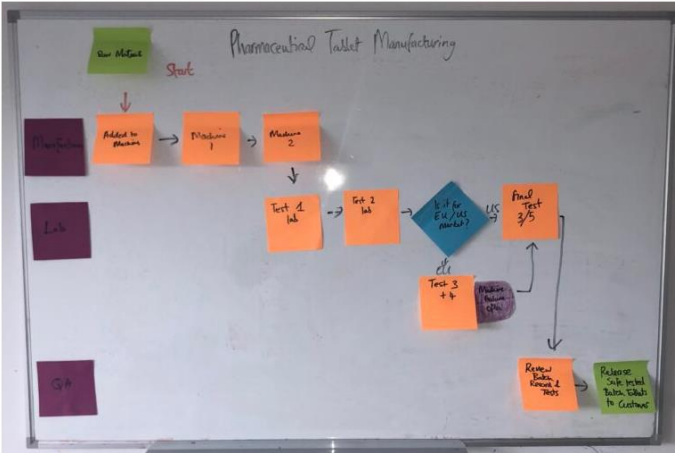 Pharmaceutical Tablet Manufacturing
Raw Material
Start
Manufacture
Added to
Machine
Machine
1
Machine
2
Lab
Test 1
lab
Test 2
lab
Is it for
EU/US
market?
US
Final
Test
3/5
EU
Test 3
+ 4
Machine
QA
Review
Batch
Record
Tests
Release
Safe tested
Batch Tablets
to Customer